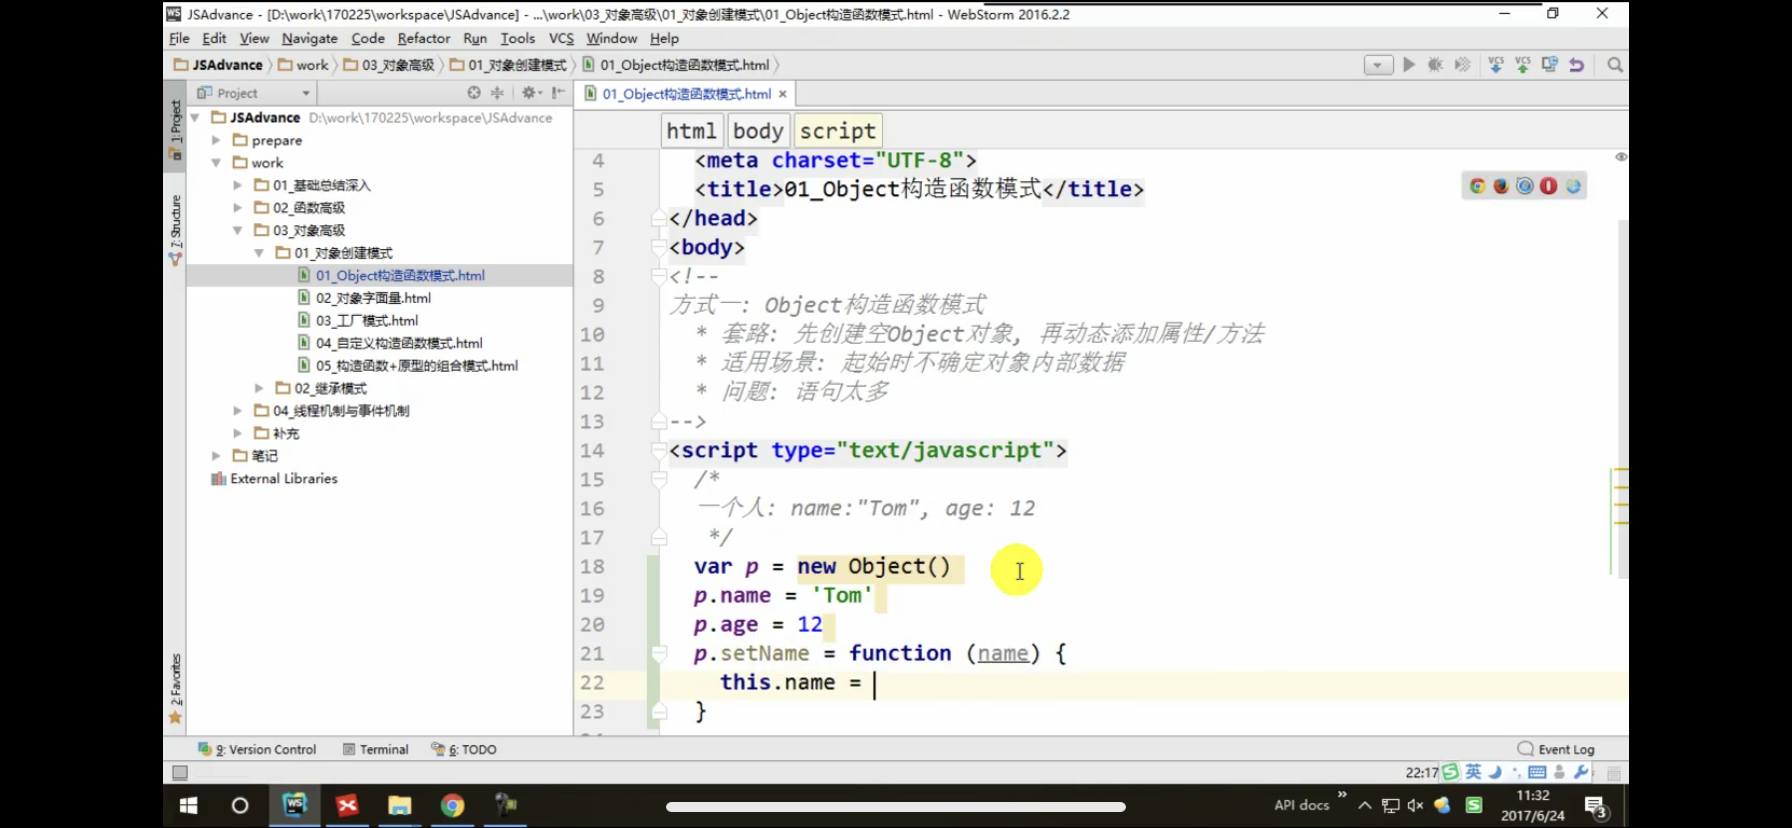 JSAdvance - [D:\work\170225\workspace\JSAdvance] - ...\work\03_对象高级\01_对象创建模式\01_Object构造函数模式.html - WebStorm 2016.2.2
File Edit View Navigate Code Refactor Run Tools VCS Window Help
JSAdvance work 03_对象高级 01_对象创建模式 01_Object构造函数模式.html
Project
01_Object构造函数模式.html
1: Project
7: Structure
2: Favorites
JSAdvance D:\work\170225\workspace\JSAdvance
prepare
work
01_基础总结深入
02_函数高级
03_对象高级
01_对象创建模式
01_Object构造函数模式.html
02_对象字面量.html
03_工厂模式.html
04_自定义构造函数模式.html
05_构造函数+原型的组合模式.html
02_继承模式
04_线程机制与事件机制
补充
笔记
External Libraries
html body script
4 <meta charset="UTF-8">
5 <title>01_Object构造函数模式</title>
6 </head>
7 <body>
8 <!--
9 方式一: Object构造函数模式
10 * 套路: 先创建空Object对象, 再动态添加属性/方法
11 * 适用场景: 起始时不确定对象内部数据
12 * 问题: 语句太多
13 -->
14 <script type="text/javascript">
15 /*
16 一个人: name:"Tom", age: 12
17 */
18 var p = new Object()
19 p.name = 'Tom'
20 p.age = 12
21 p.setName = function (name) {
22 this.name =
23 }
9: Version Control Terminal 6: TODO Event Log
22:17 英
API docs
11:32
2017/6/24
3